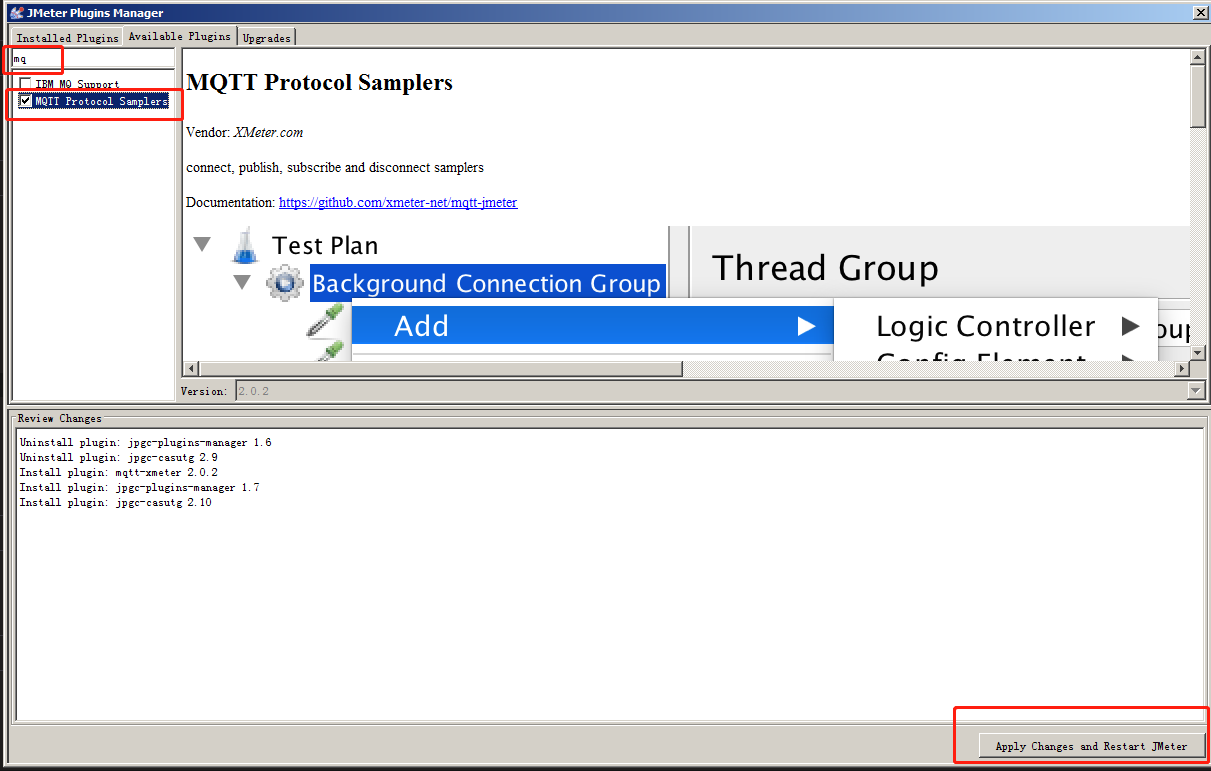 JMeter Plugins Manager
Installed Plugins
Available Plugins
Upgrades
mq
IBM MQ Support
MQTT Protocol Samplers
MQTT Protocol Samplers
Vendor: XMeter.com
connect, publish, subscribe and disconnect samplers
Documentation: https://github.com/xmeter-net/mqtt-jmeter
Test Plan
Background Connection Group
Thread Group
Add
Logic Controller
Config Element
Version: 2.0.2
Review Changes
Uninstall plugin: jpgc-plugins-manager 1.6
Uninstall plugin: jpgc-casutg 2.9
Install plugin: mqtt-xmeter 2.0.2
Install plugin: jpgc-plugins-manager 1.7
Install plugin: jpgc-casutg 2.10
Apply Changes and Restart JMeter